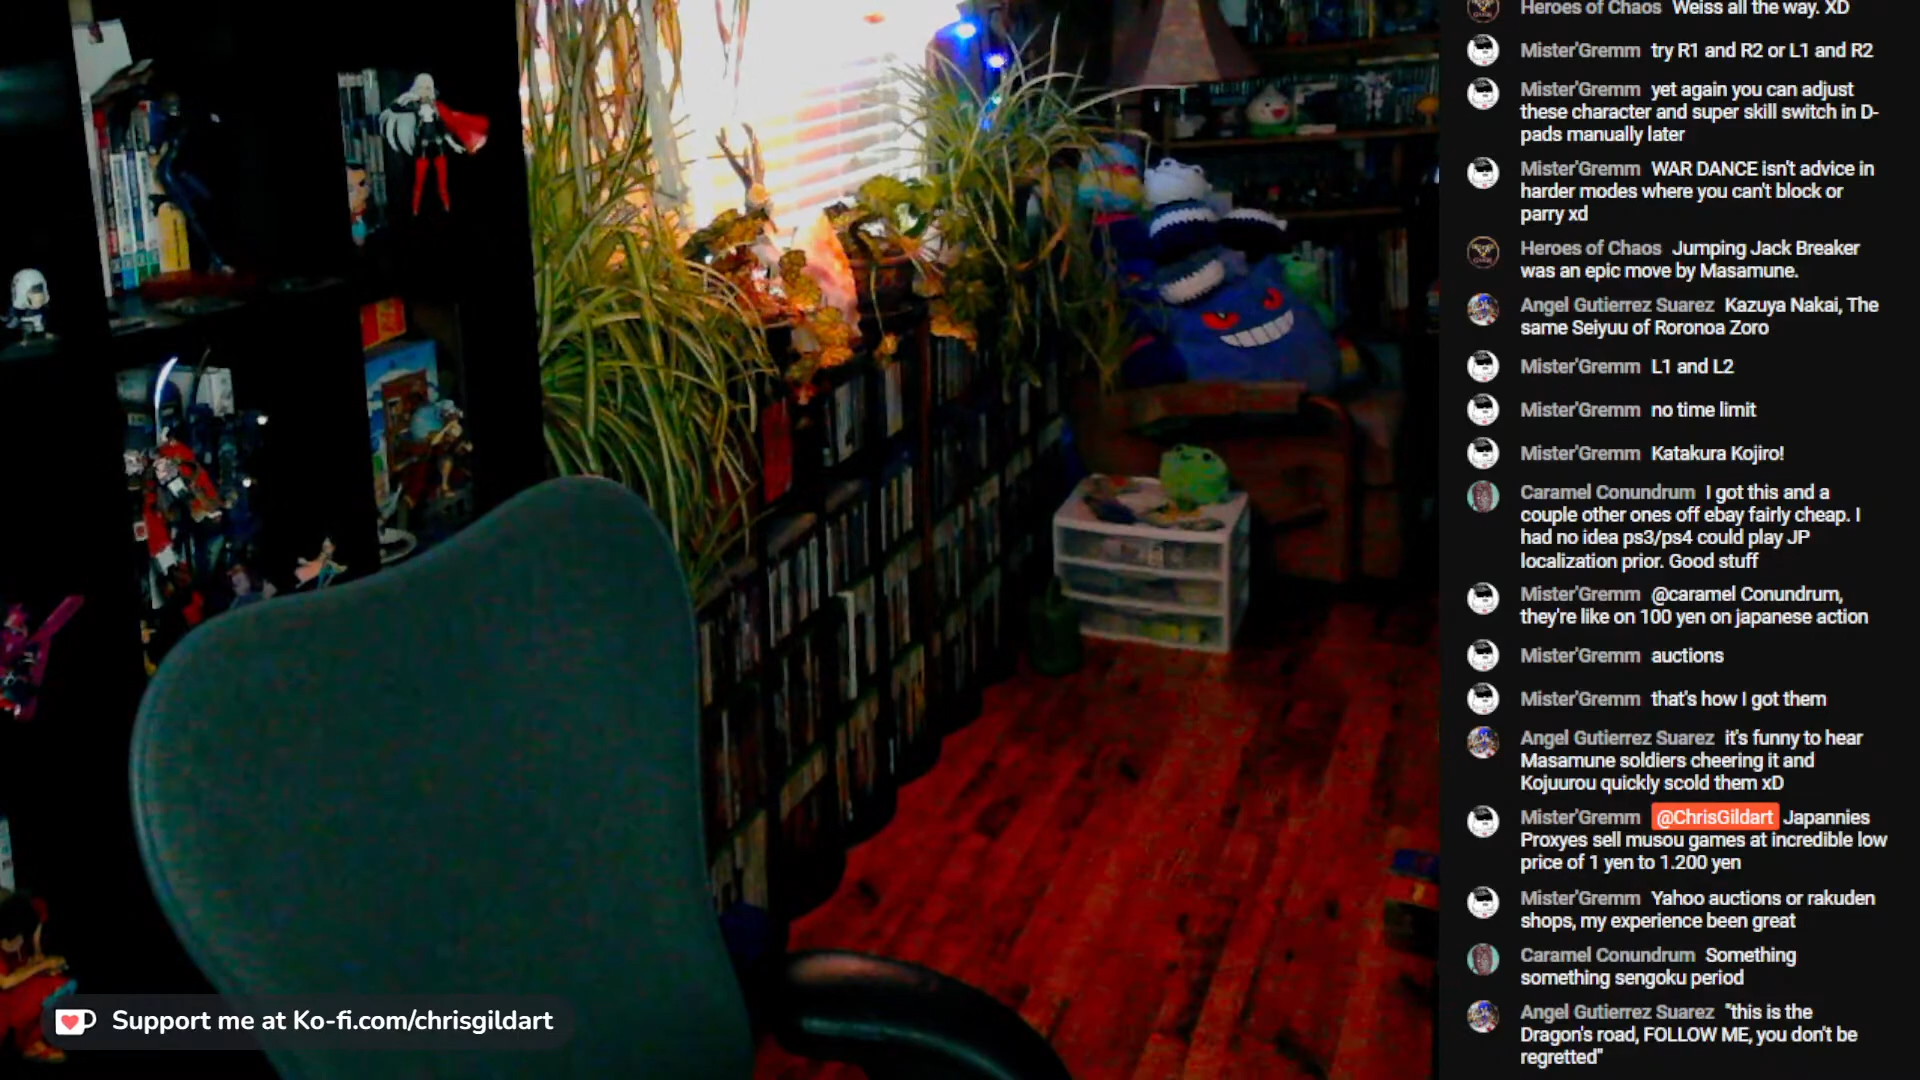 Heroes of Chaos Weiss all the way. XD
Mister'Gremm try R1 and R2 or L1 and R2
Mister'Gremm yet again you can adjust
these character and super skill switch in D-
pads manually later
Mister'Gremm WAR DANCE isn't advice in
harder modes where you can't block or
parry xd
Heroes of Chaos Jumping Jack Breaker
was an epic move by Masamune.
Angel Gutierrez Suarez Kazuya Nakai, The
same Seiyuu of Roronoa Zoro
Mister'Gremm L1 and L2
Mister'Gremm no time limit
Mister'Gremm Katakura Kojiro!
Caramel Conundrum I got this and a
couple other ones off ebay fairly cheap. I
had no idea ps3/ps4 could play JP
localization prior. Good stuff
Mister'Gremm @caramel Conundrum,
they're like on 100 yen on japanese action
Mister'Gremm auctions
Mister'Gremm that's how I got them
Angel Gutierrez Suarez it's funny to hear
Masamune soldiers cheering it and
Kojuurou quickly scold them xD
Mister'Gremm @ChrisGildart Japannies
Proxyes sell musou games at incredible low
price of 1 yen to 1.200 yen
Mister'Gremm Yahoo auctions or rakuden
shops, my experience been great
Caramel Conundrum Something
something sengoku period
Angel Gutierrez Suarez "this is the
Dragon's road, FOLLOW ME, you don't be
regretted"
Support me at Ko-fi.com/chrisgildart